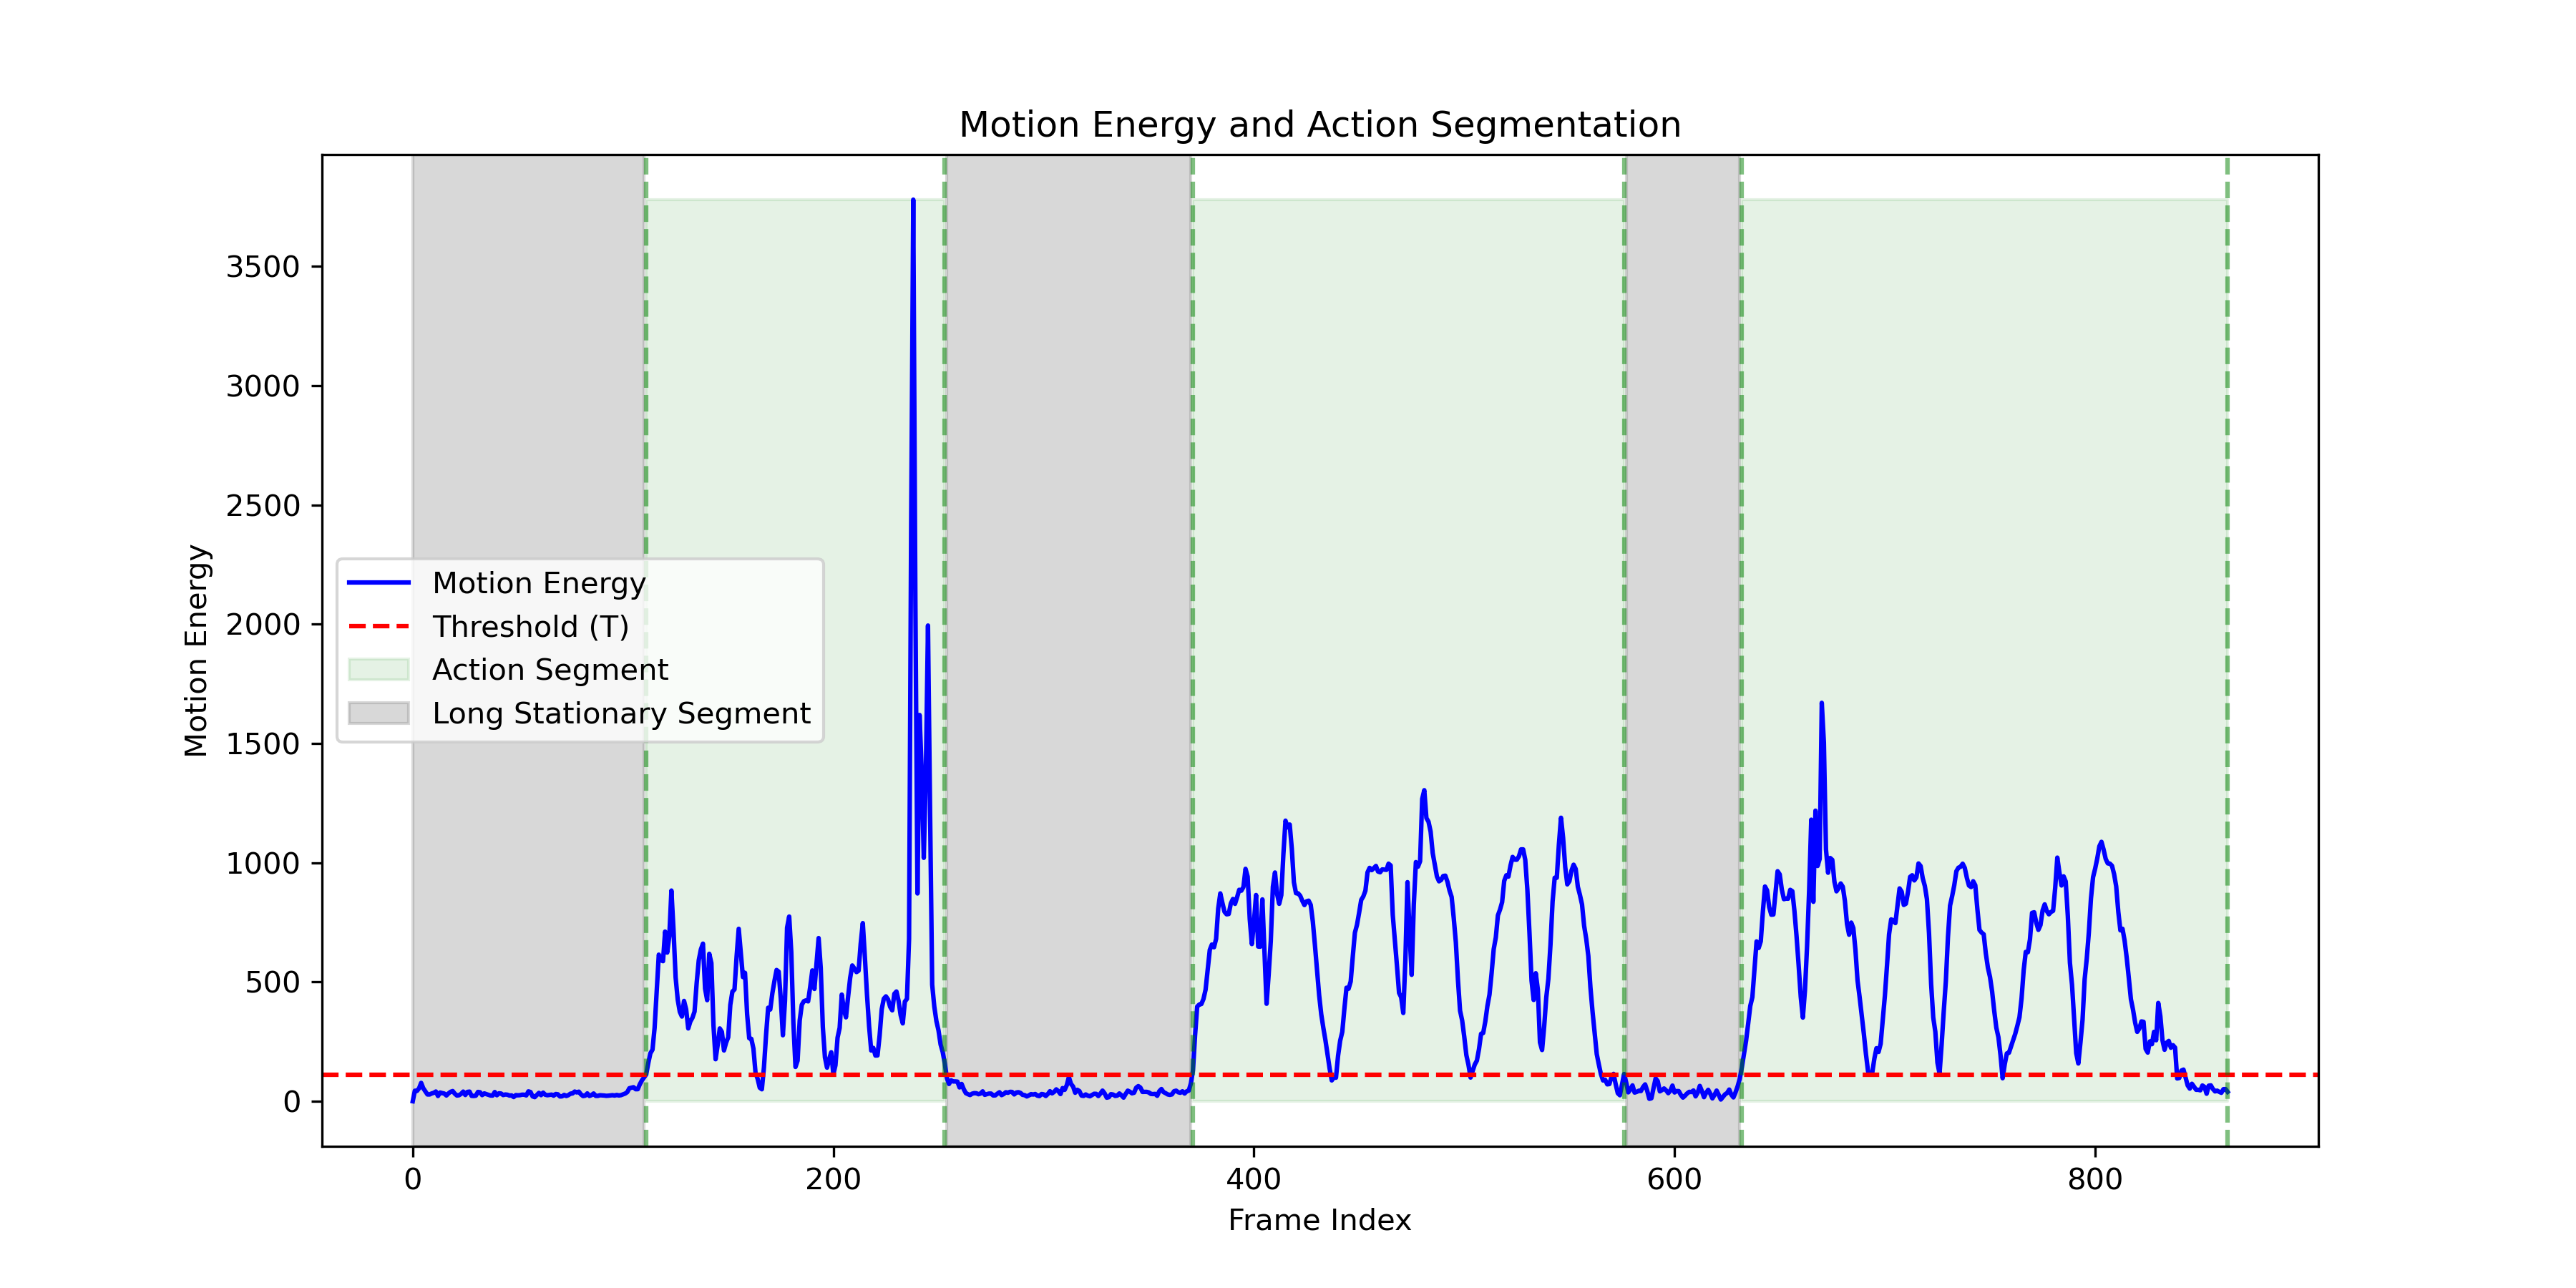 Motion Energy and Action Segmentation
Motion Energy
3500
3000
2500
2000
1500
1000
500
0
Motion Energy
Threshold (T)
Action Segment
Long Stationary Segment
0 200 400 600 800
Frame Index